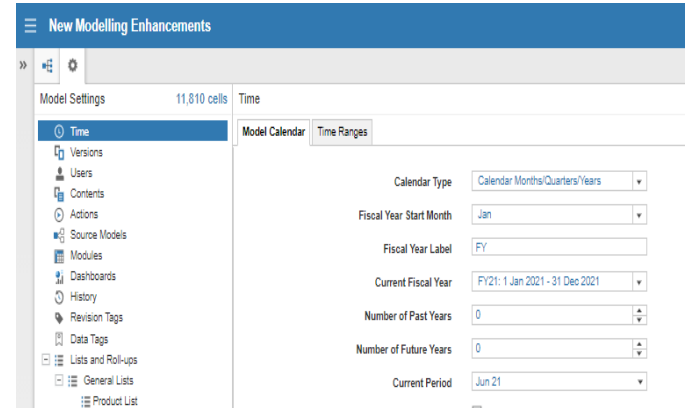 New Modelling Enhancements
Model Settings 11,810 cells
Time
Time
Versions
Users
Contents
Actions
Source Models
Modules
Dashboards
History
Revision Tags
Data Tags
Lists and Roll-ups
General Lists
Product List
Model Calendar Time Ranges
Calendar Type Calendar Months/Quarters/Years
Fiscal Year Start Month Jan
Fiscal Year Label FY
Current Fiscal Year FY21: 1 Jan 2021 - 31 Dec 2021
Number of Past Years 0
Number of Future Years 0
Current Period Jun 21